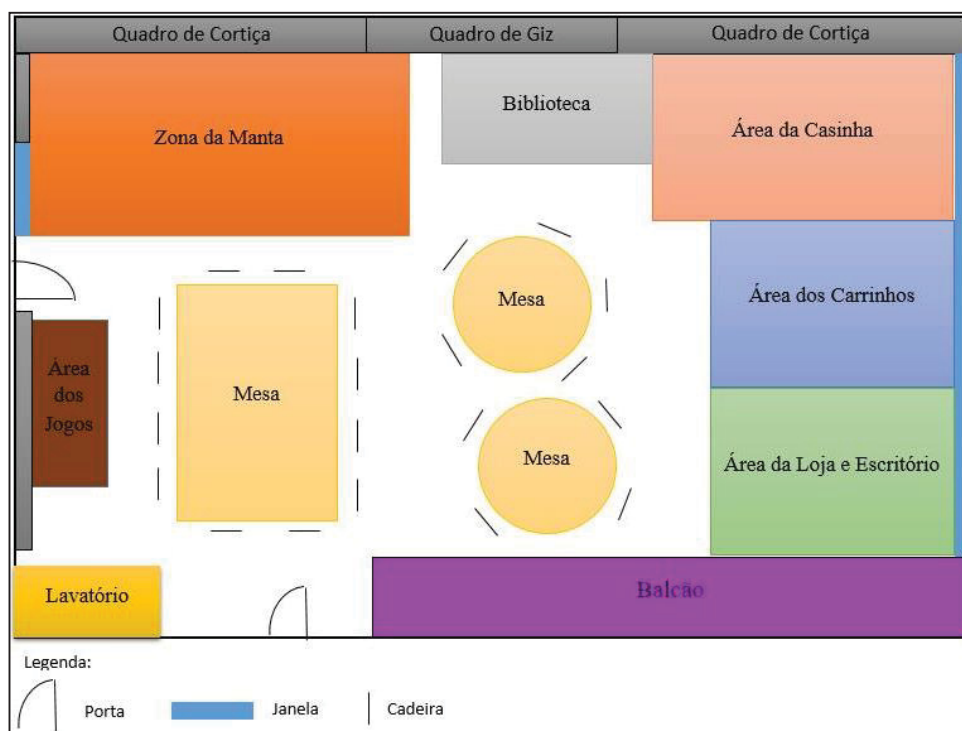 Quadro de Cortiça
Quadro de Giz
Quadro de Cortiça
Zona da Manta
Biblioteca
Área da Casinha
Mesa
Área dos Carrinhos
Área
dos
Jogos
Mesa
Mesa
Área da Loja e Escritório
Lavatório
Balcão
Legenda:
Porta
Janela
Cadeira